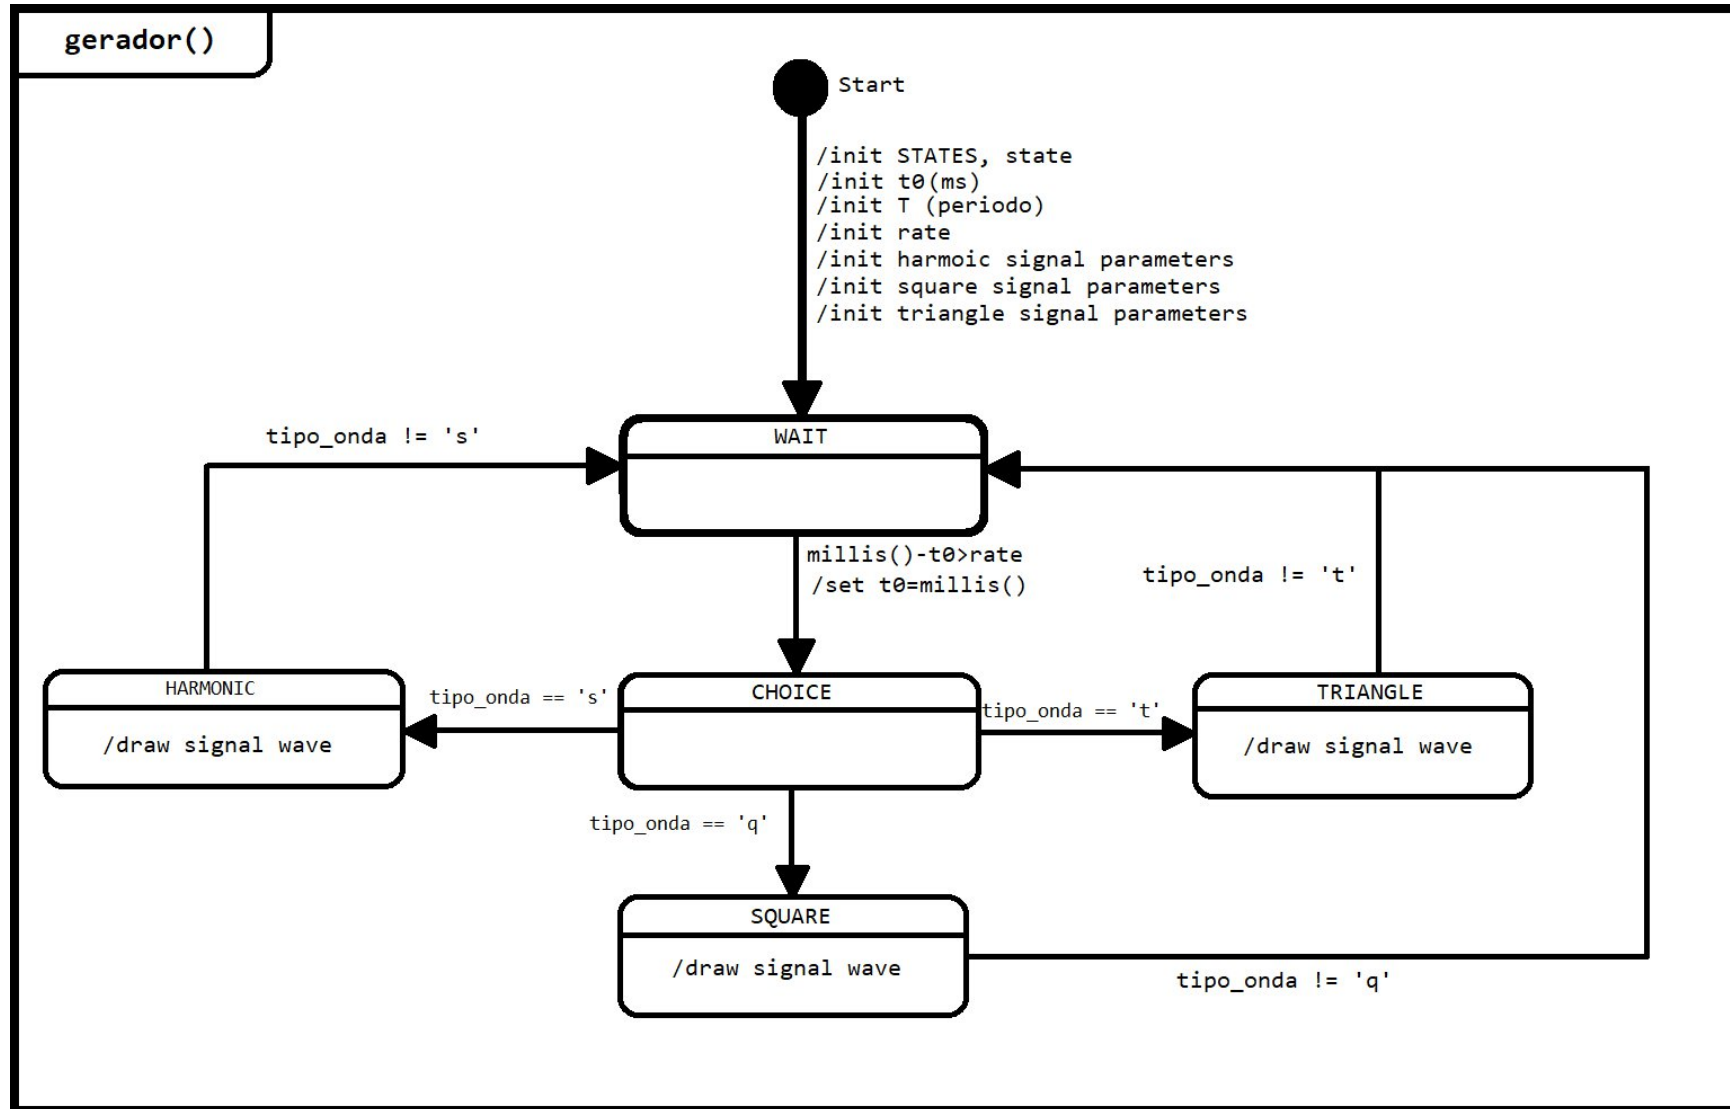 gerador()
Start
/init STATES, state
/init t0(ms)
/init T (periodo)
/init rate
/init harmoic signal parameters
/init square signal parameters
/init triangle signal parameters
tipo_onda != 's'
WAIT
millis()-t0>rate
/set t0=millis()
tipo_onda != 't'
HARMONIC
/draw signal wave
tipo_onda == 's'
CHOICE
tipo_onda == 't'
TRIANGLE
/draw signal wave
tipo_onda == 'q'
SQUARE
/draw signal wave
tipo_onda != 'q'